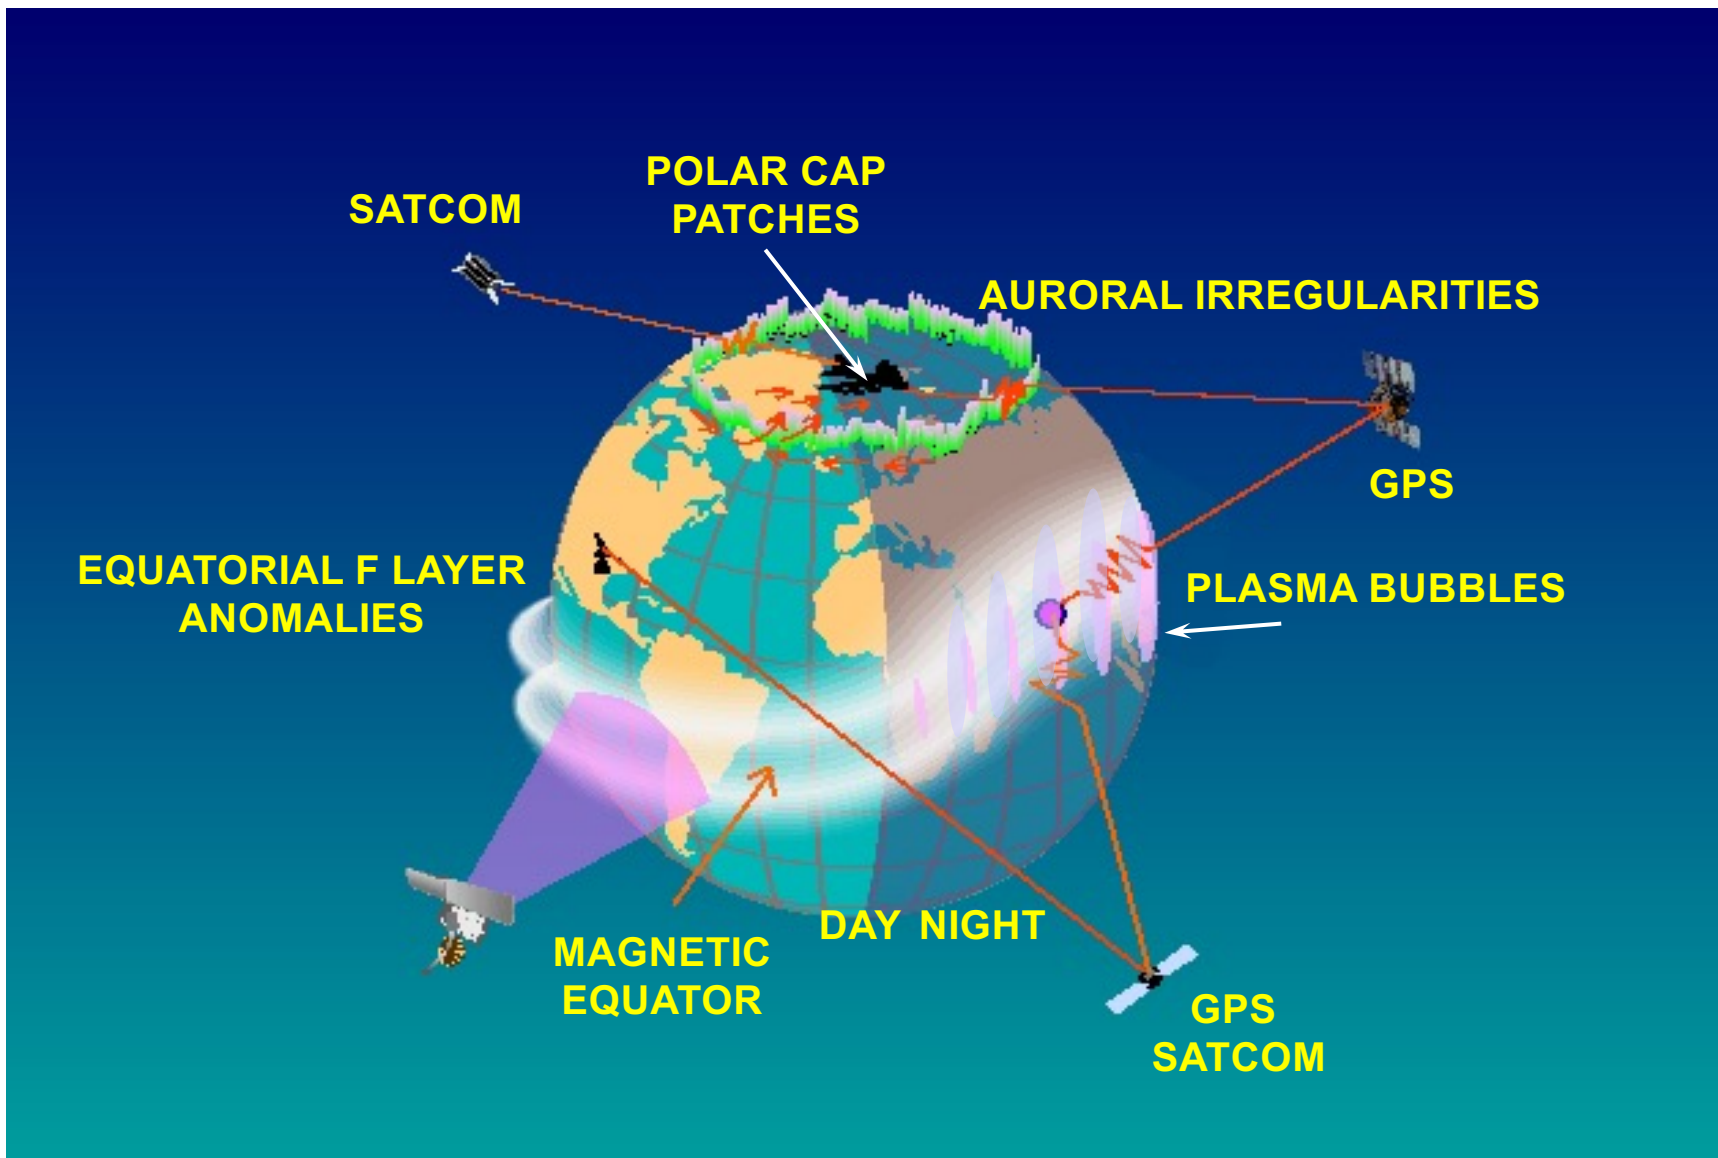 POLAR CAP
PATCHES
SATCOM
AURORAL IRREGULARITIES
GPS
EQUATORIAL F LAYER
ANOMALIES
PLASMA BUBBLES
DAY NIGHT
MAGNETIC
EQUATOR
GPS
SATCOM